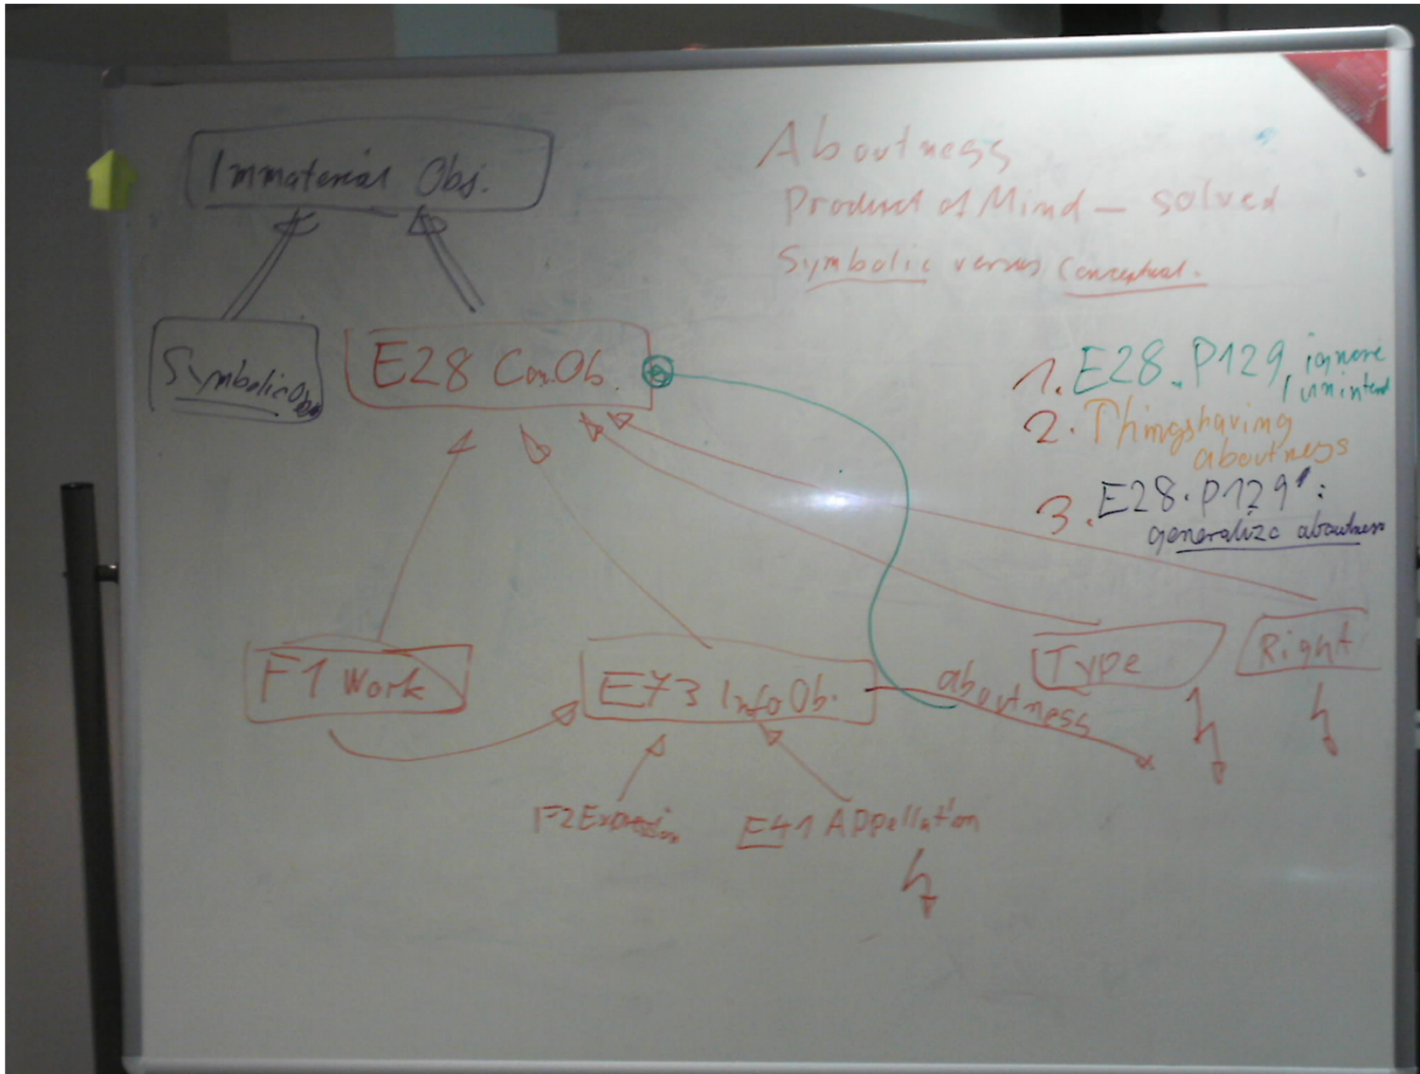 Immaterial Obj.
Aboutness
Product of Mind — solved
Symbolic versus Conceptual.
Symbolic Ob
E28 Con.Ob.
1. E28.P129, ignore
unintend
2. Things having
aboutness
3. E28.P129':
generalize aboutness
F1 Work
E73 InfoOb.
aboutness
Type
Right
F2 Expression
E41 Appellation